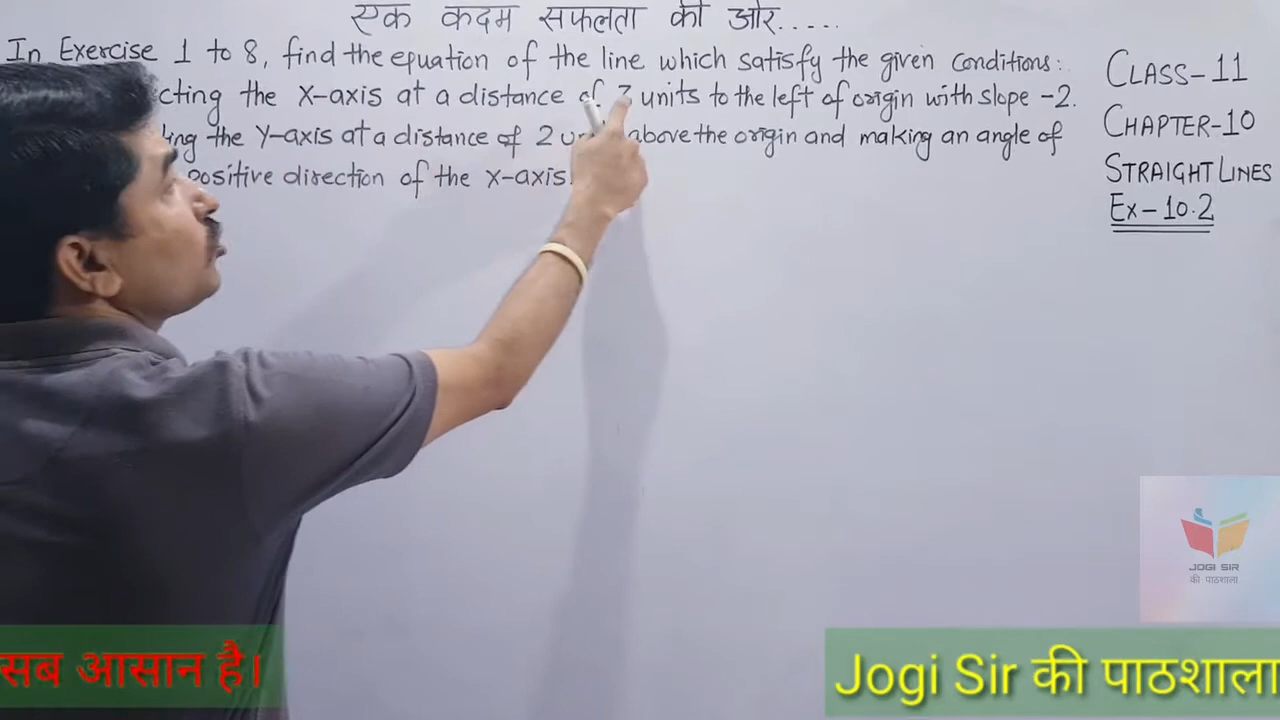 एक कदम सफलता की ओर.....
In Exercise 1 to 8, find the equation of the line which satisfy the given conditions:
cting the X-axis at a distance of 3 units to the left of origin with slope -2.
ing the Y-axis at a distance of 2 above the origin and making an angle of
positive direction of the x-axis.
CLASS-11
CHAPTER-10
STRAIGHT LINES
Ex-10.2
JOGI SIR
की पाठशाला
सब आसान है।
Jogi Sir की पाठशाला